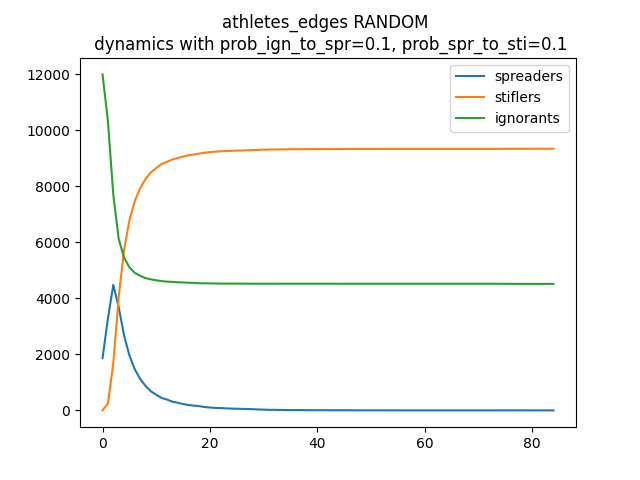 athletes_edges RANDOM
dynamics with prob_ign_to_spr=0.1, prob_spr_to_sti=0.1
spreaders
stiflers
ignorants
12000
10000
8000
6000
4000
2000
0
0 20 40 60 80